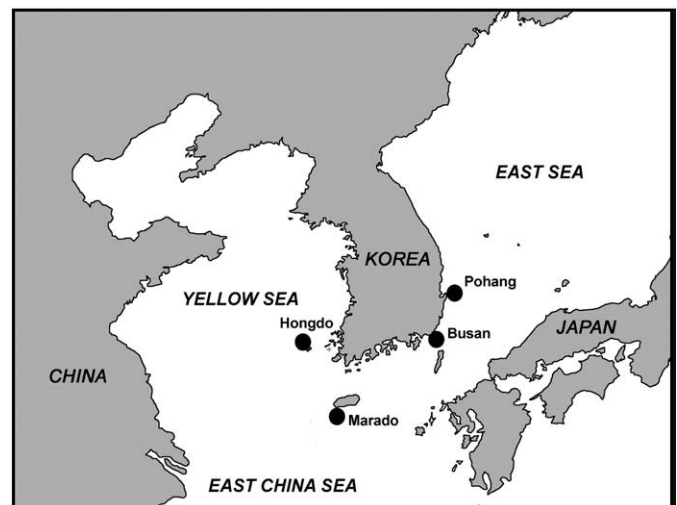 EAST SEA
KOREA
Pohang
YELLOW SEA
Hongdo
Busan
JAPAN
CHINA
Marado
EAST CHINA SEA